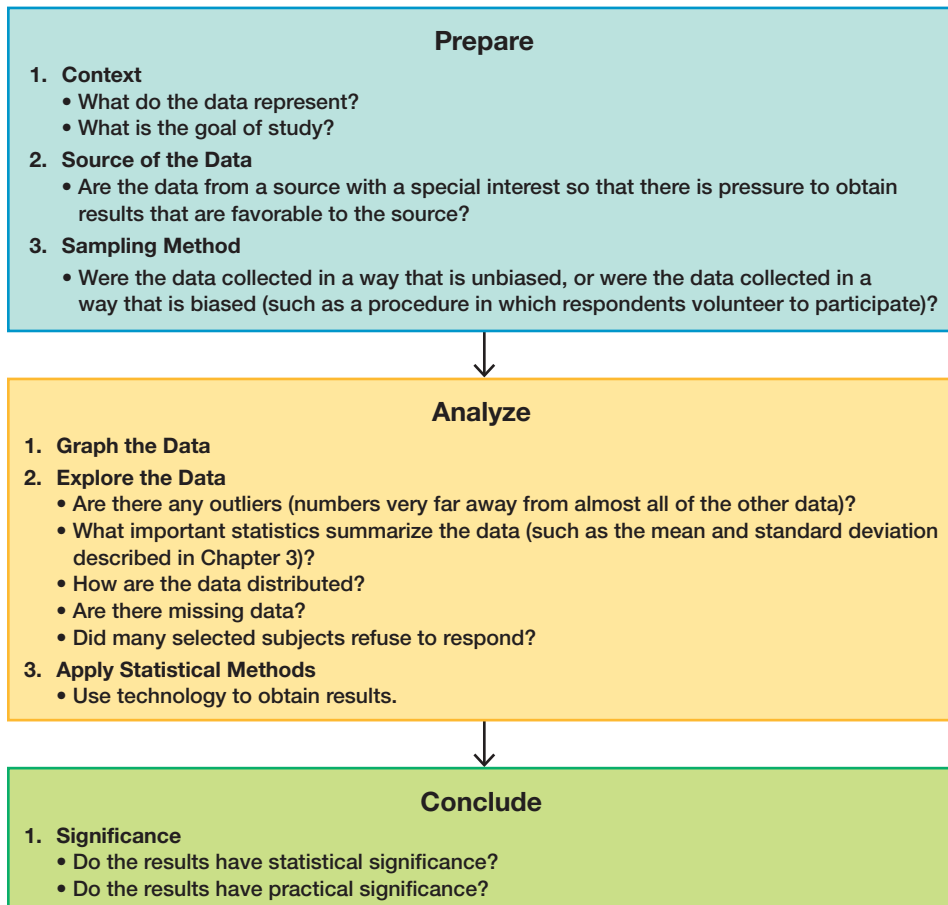 Prepare
1. Context
• What do the data represent?
• What is the goal of study?
2. Source of the Data
• Are the data from a source with a special interest so that there is pressure to obtain
results that are favorable to the source?
3. Sampling Method
• Were the data collected in a way that is unbiased, or were the data collected in a
way that is biased (such as a procedure in which respondents volunteer to participate)?
Analyze
1. Graph the Data
2. Explore the Data
• Are there any outliers (numbers very far away from almost all of the other data)?
• What important statistics summarize the data (such as the mean and standard deviation
described in Chapter 3)?
• How are the data distributed?
• Are there missing data?
• Did many selected subjects refuse to respond?
3. Apply Statistical Methods
• Use technology to obtain results.
Conclude
1. Significance
• Do the results have statistical significance?
• Do the results have practical significance?